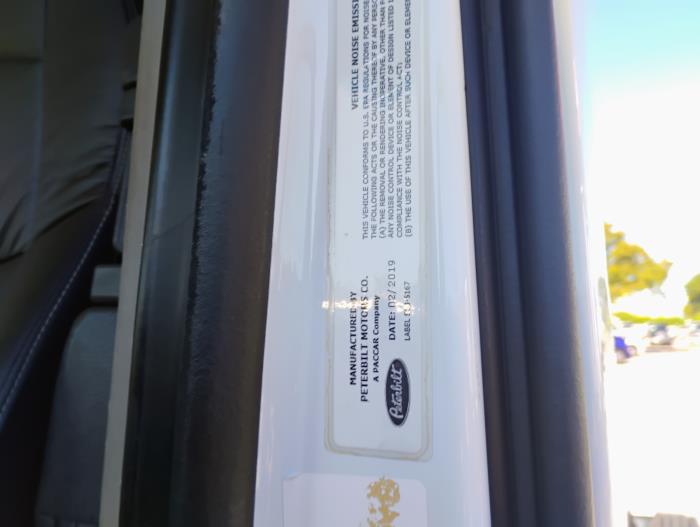 VEHICLE NOISE EMISSI
THIS VEHICLE CONFORMS TO U.S. EPA REGULATIONS FOR NOISE
THE FOLLOWING ACTS OR THE CAUSING THEREOF BY ANY PERSO
(A) THE REMOVAL OR RENDERING INOPERATIVE, OTHER THAN F
ANY NOISE CONTROL DEVICE OR ELEMENT OF DESIGN LISTED I
COMPLIANCE WITH THE NOISE CONTROL ACT;
(B) THE USE OF THIS VEHICLE AFTER SUCH DEVICE OR ELEME
MANUFACTURED BY
PETERBILT MOTORS CO.
A PACCAR Company
DATE: 02/2019
LABEL
Peterbilt